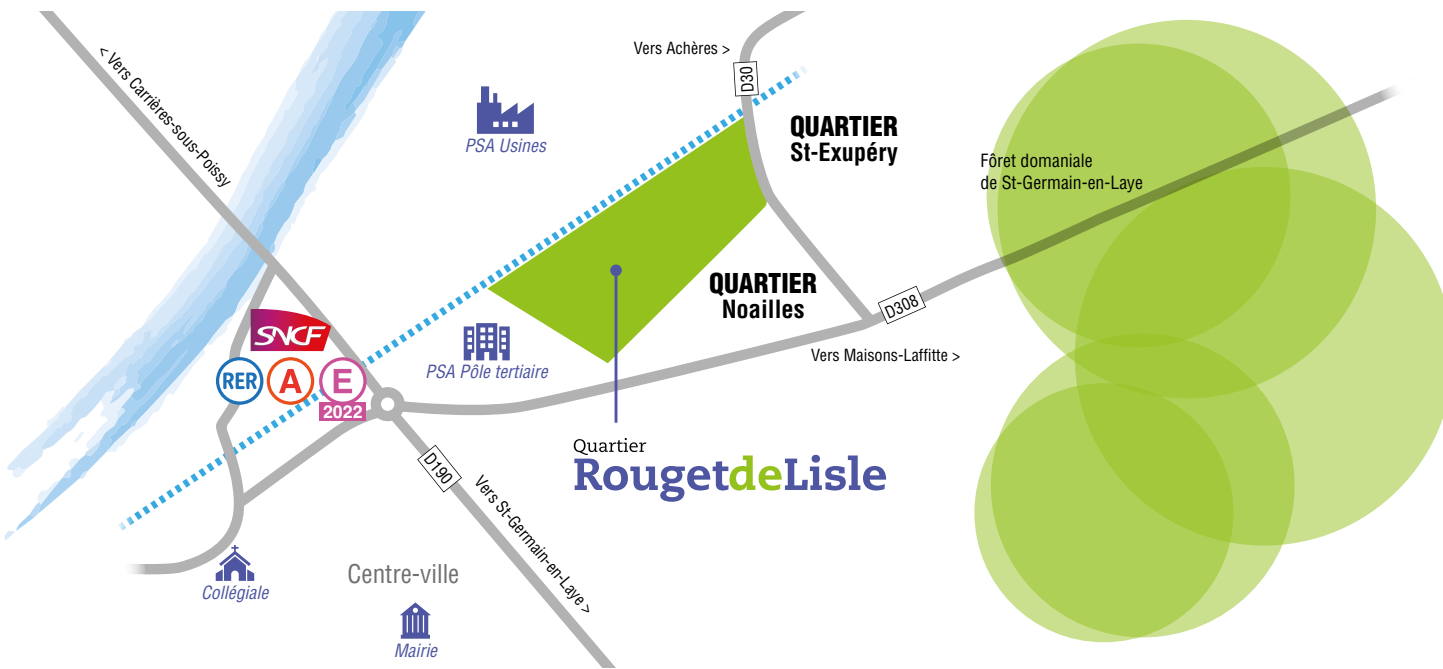 Vers Achères >
D30
< Vers Carrières-sous-Poissy
PSA Usines
QUARTIER
St-Exupéry
Fôret domaniale
de St-Germain-en-Laye
QUARTIER
Noailles
D308
SNCF
RER A E
2022
PSA Pôle tertiaire
Vers Maisons-Laffitte >
Quartier
RougetdeLisle
D190
Vers St-Germain-en-Laye >
Collégiale
Centre-ville
Mairie